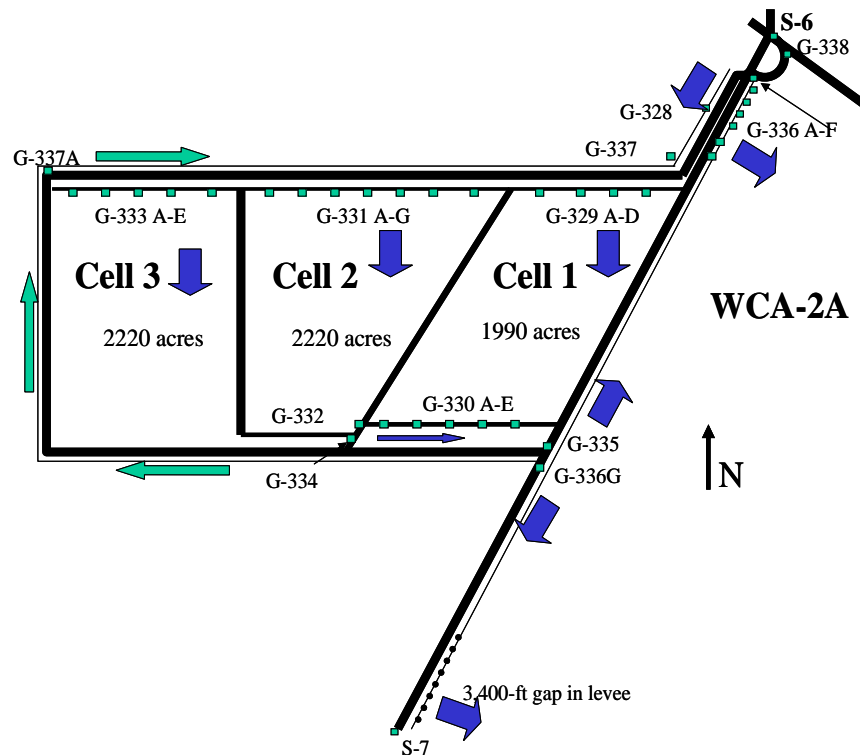 S-6
G-338
G-328
G-336 A-F
G-337
G-337A
G-333 A-E
G-331 A-G
G-329 A-D
Cell 3
Cell 2
Cell 1
WCA-2A
2220 acres
2220 acres
1990 acres
G-332
G-330 A-E
G-335
G-334
G-336G
N
3,400-ft gap in levee
S-7